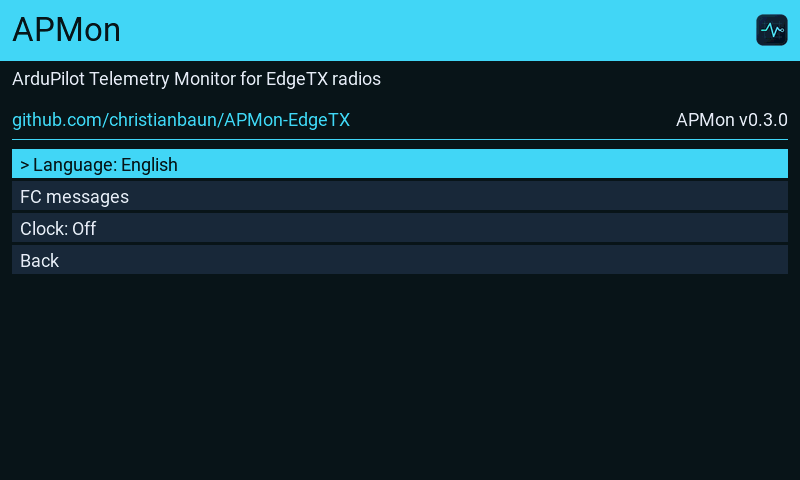 APMon
ArduPilot Telemetry Monitor for EdgeTX radios
github.com/christianbaun/APMon-EdgeTX APMon v0.3.0
> Language: English
FC messages
Clock: Off
Back